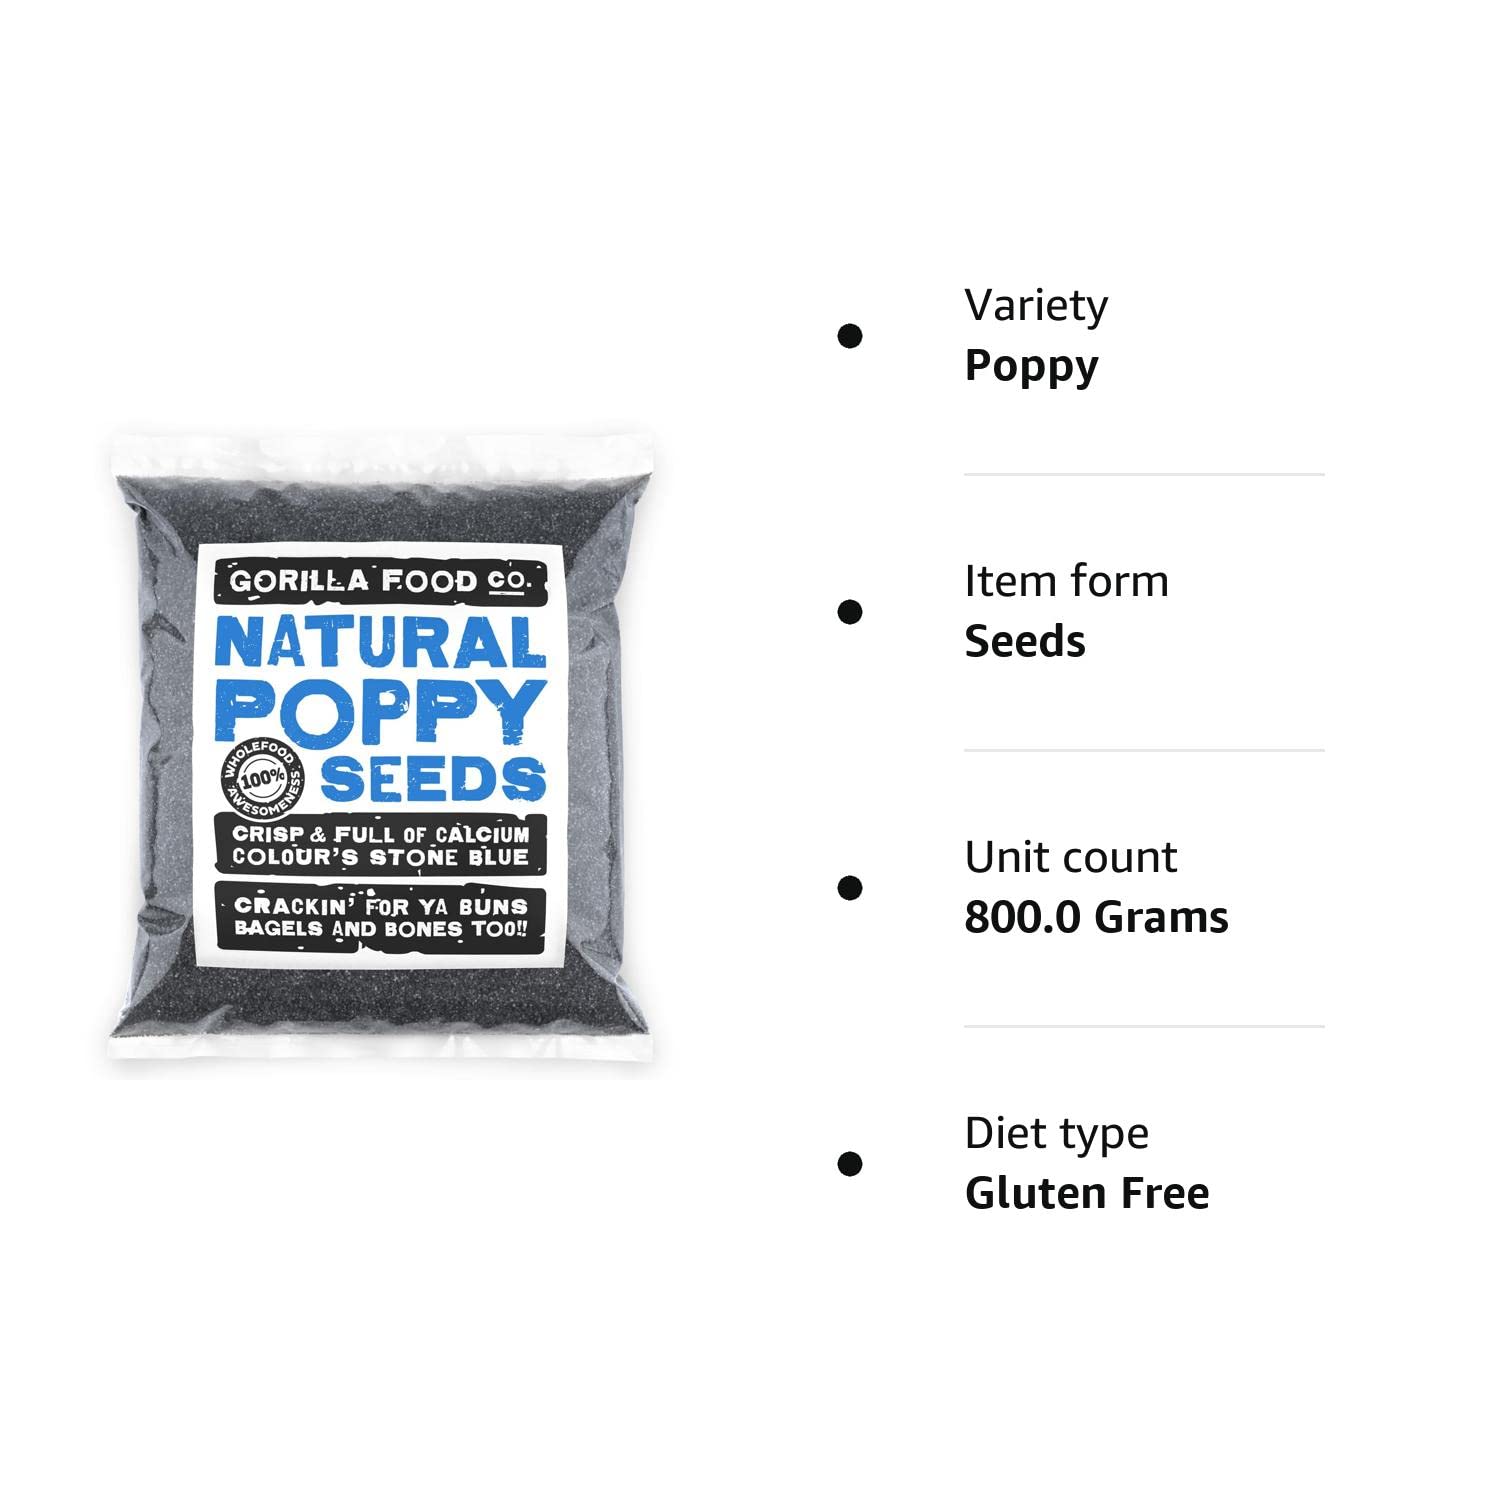 GORILLA FOOD CO.
NATURAL
POPPY
SEEDS
WHOLEFOOD
100%
AWESOMENESS
CRISP & FULL OF CALCIUM
COLOUR'S STONE BLUE
CRACKIN' FOR YA BUNS
BAGELS AND BONES TOO!!
Variety
Poppy
Item form
Seeds
Unit count
800.0 Grams
Diet type
Gluten Free